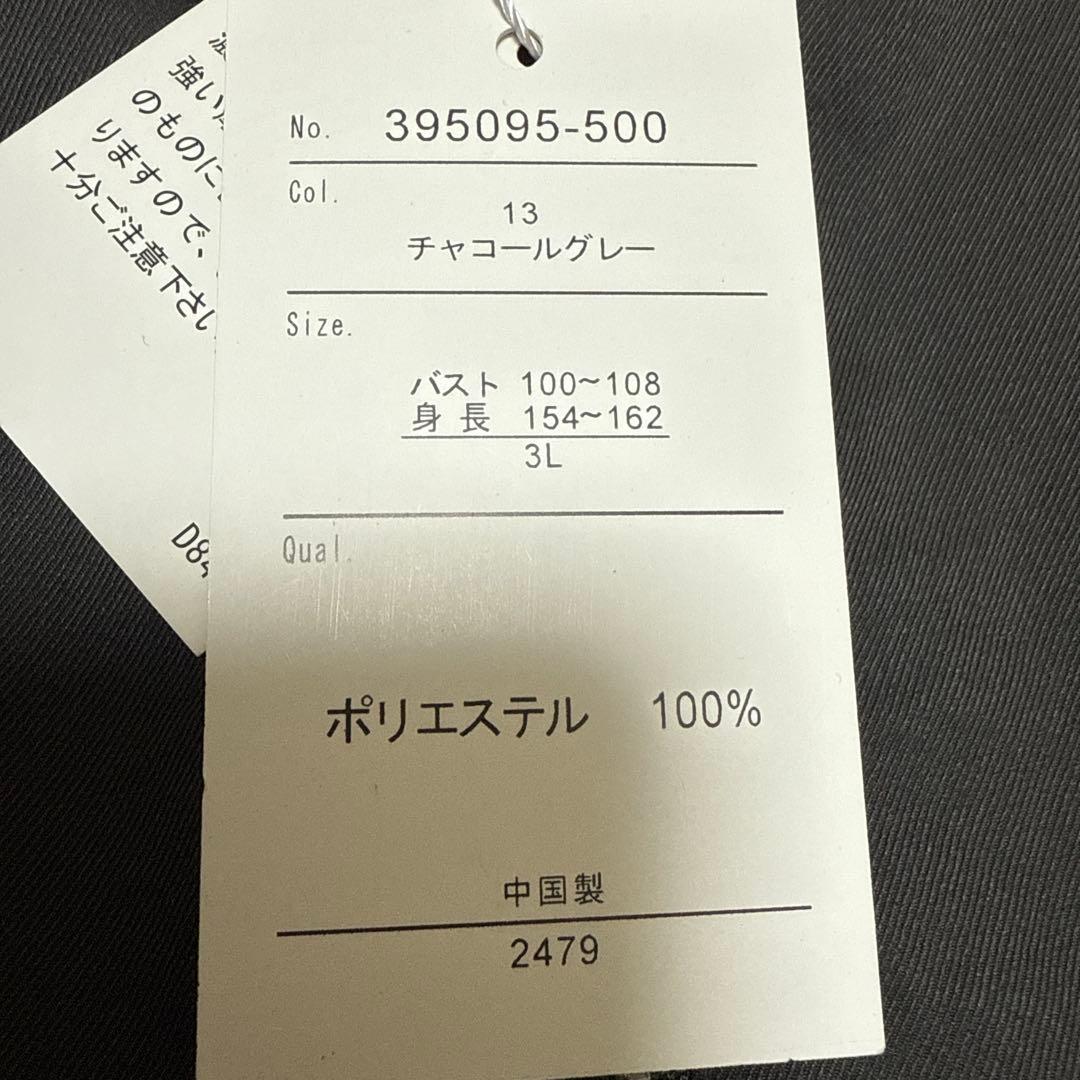 強い
のものに
りますので、
十分ご注意下さい
D84
No. 395095-500
Col.
13
チャコールグレー
Size.
バスト 100~108
身長 154~162
3L
Qual.
ポリエステル 100%
中国製
2479